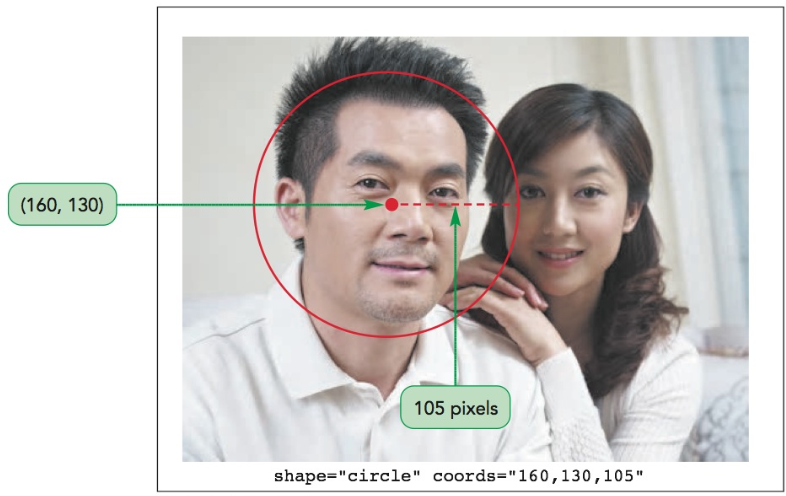 (160, 130)
105 pixels
shape="circle" coords="160,130,105"